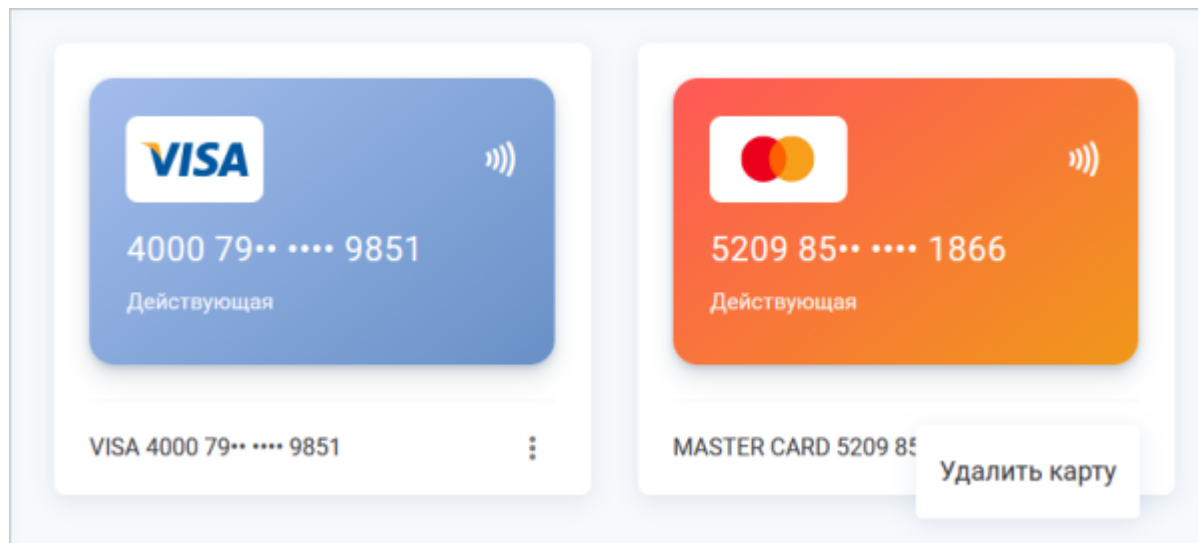 VISA
4000 79•• •••• 9851
Действующая
VISA 4000 79•• •••• 9851
5209 85•• •••• 1866
Действующая
MASTER CARD 5209 85
Удалить карту